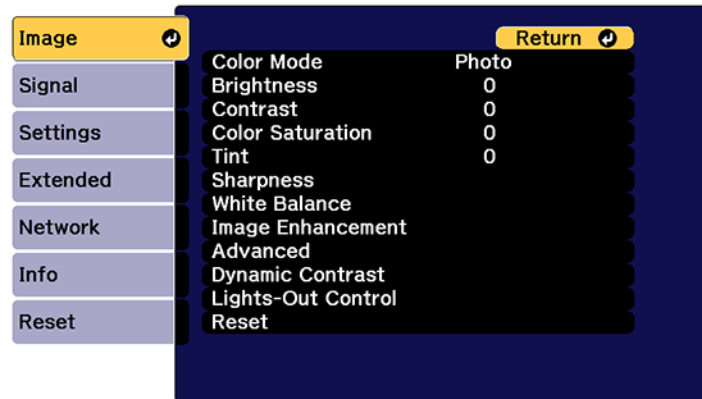 Image
Signal
Settings
Extended
Network
Info
Reset
Return
Color Mode Photo
Brightness 0
Contrast 0
Color Saturation 0
Tint 0
Sharpness
White Balance
Image Enhancement
Advanced
Dynamic Contrast
Lights-Out Control
Reset